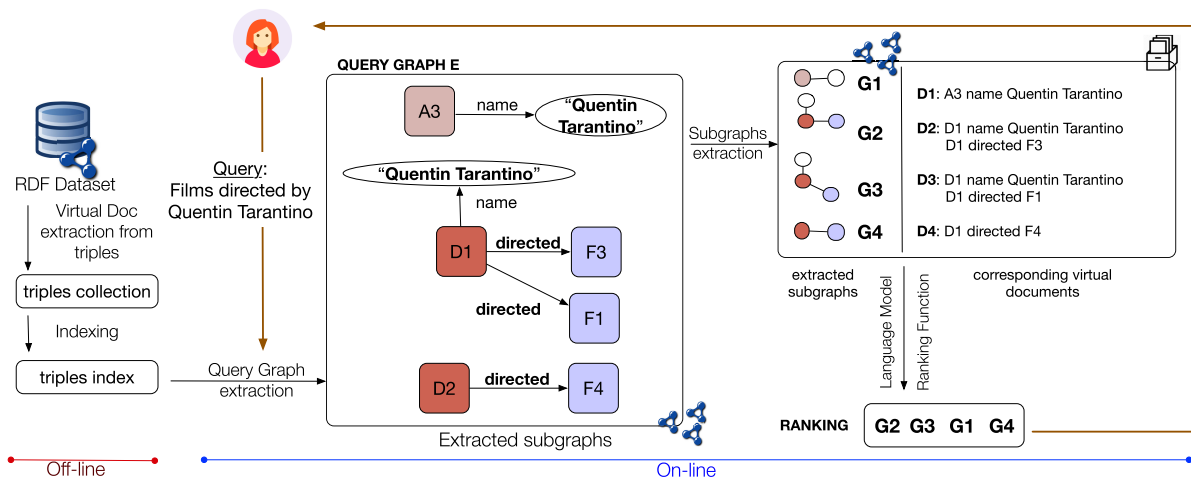 RDF Dataset
Virtual Doc
extraction from
triples
triples collection
Indexing
triples index
Off-line
Query:
Films directed by
Quentin Tarantino
Query Graph
extraction
QUERY GRAPH E
A3
name
“Quentin
Tarantino”
“Quentin Tarantino”
name
D1
directed
F3
directed
F1
D2
directed
F4
Extracted subgraphs
Subgraphs
extraction
G1
G2
G3
G4
D1: A3 name Quentin Tarantino
D2: D1 name Quentin Tarantino
D1 directed F3
D3: D1 name Quentin Tarantino
D1 directed F1
D4: D1 directed F4
extracted
subgraphs
corresponding virtual
documents
Language Model
Ranking Function
RANKING
G2 G3 G1 G4
On-line